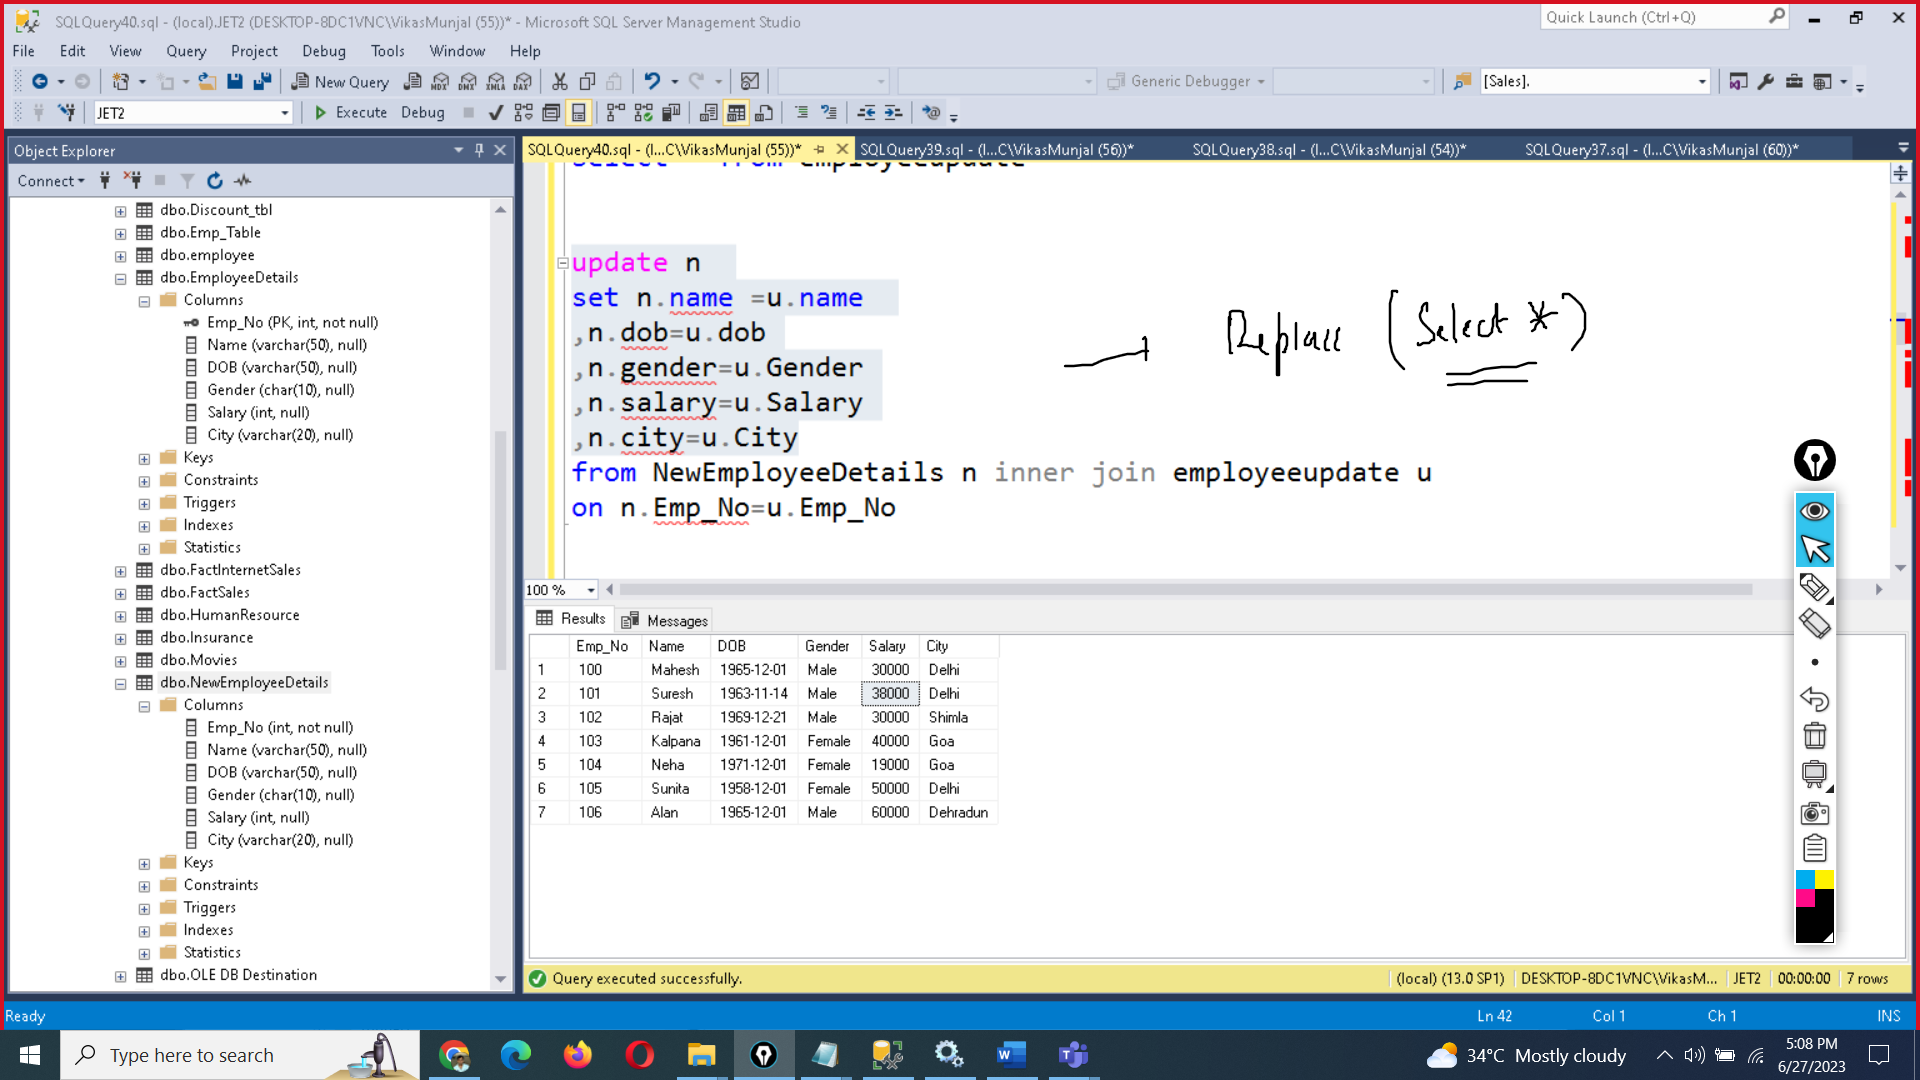 SQLQuery40.sql - (local).JET2 (DESKTOP-8DC1VNC\VikasMunjal (55))* - Microsoft SQL Server Management Studio
Quick Launch (Ctrl+Q)
File Edit View Query Project Debug Tools Window Help
New Query MDX DMX XMLA DAX Generic Debugger [Sales].
JET2 Execute Debug
Object Explorer
SQLQuery40.sql - (l...C\VikasMunjal (55))* SQLQuery39.sql - (l...C\VikasMunjal (56))* SQLQuery38.sql - (l...C\VikasMunjal (54))* SQLQuery37.sql - (l...C\VikasMunjal (60))*
Connect
dbo.Discount_tbl
dbo.Emp_Table
dbo.employee
dbo.EmployeeDetails
Columns
Emp_No (PK, int, not null)
Name (varchar(50), null)
DOB (varchar(50), null)
Gender (char(10), null)
Salary (int, null)
City (varchar(20), null)
Keys
Constraints
Triggers
Indexes
Statistics
dbo.FactInternetSales
dbo.FactSales
dbo.HumanResource
dbo.Insurance
dbo.Movies
dbo.NewEmployeeDetails
Columns
Emp_No (int, not null)
Name (varchar(50), null)
DOB (varchar(50), null)
Gender (char(10), null)
Salary (int, null)
City (varchar(20), null)
Keys
Constraints
Triggers
Indexes
Statistics
dbo.OLE DB Destination
from employeeupdate
update n
set n.name =u.name
,n.dob=u.dob
,n.gender=u.Gender
,n.salary=u.Salary
,n.city=u.City
from NewEmployeeDetails n inner join employeeupdate u
on n.Emp_No=u.Emp_No
(Select *)
100 %
Results Messages
Emp_No Name DOB Gender Salary City
1 100 Mahesh 1965-12-01 Male 30000 Delhi
2 101 Suresh 1963-11-14 Male 38000 Delhi
3 102 Rajat 1969-12-21 Male 30000 Shimla
4 103 Kalpana 1961-12-01 Female 40000 Goa
5 104 Neha 1971-12-01 Female 19000 Goa
6 105 Sunita 1958-12-01 Female 50000 Delhi
7 106 Alan 1965-12-01 Male 60000 Dehradun
Query executed successfully. (local) (13.0 SP1) DESKTOP-8DC1VNC\VikasM... JET2 00:00:00 7 rows
Ready Ln 42 Col 1 Ch 1 INS
Type here to search 34°C Mostly cloudy 5:08 PM
6/27/2023